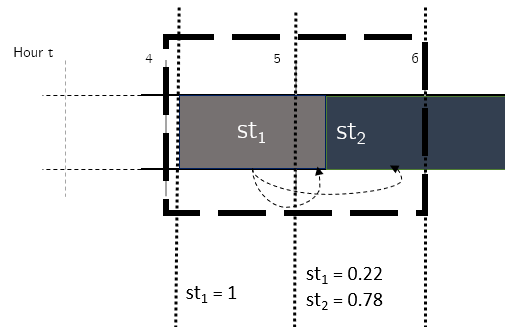 Hour t
4 5 6
st₁ st₂
st₁ = 1
st₁ = 0.22
st₂ = 0.78